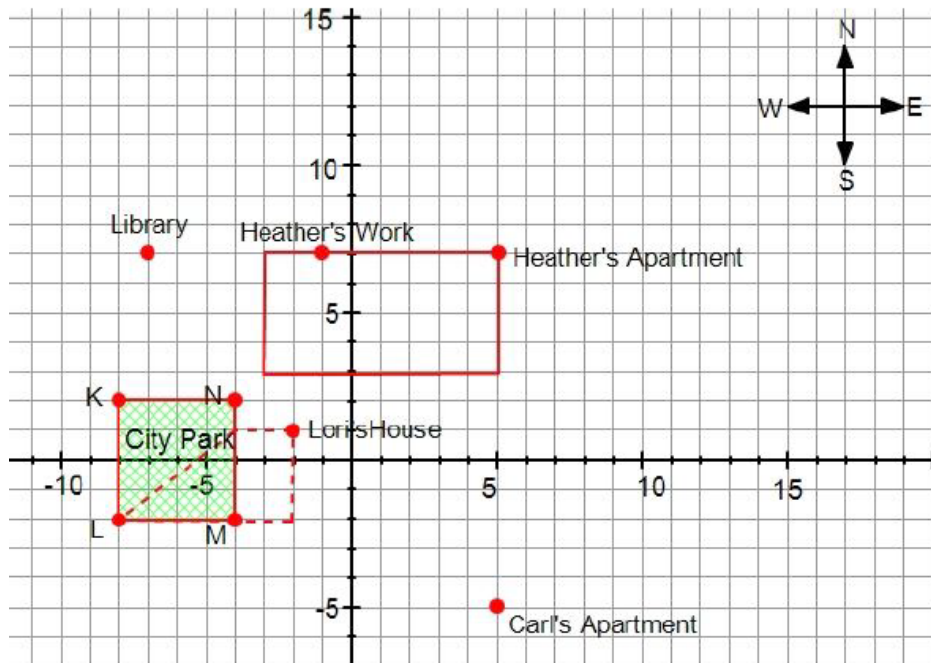 15
N
W E
S
10
Library
Heather's Work
Heather's Apartment
5
K N
City Park
Lori'sHouse
-10 -5 5 10 15
L M
-5
Carl's Apartment